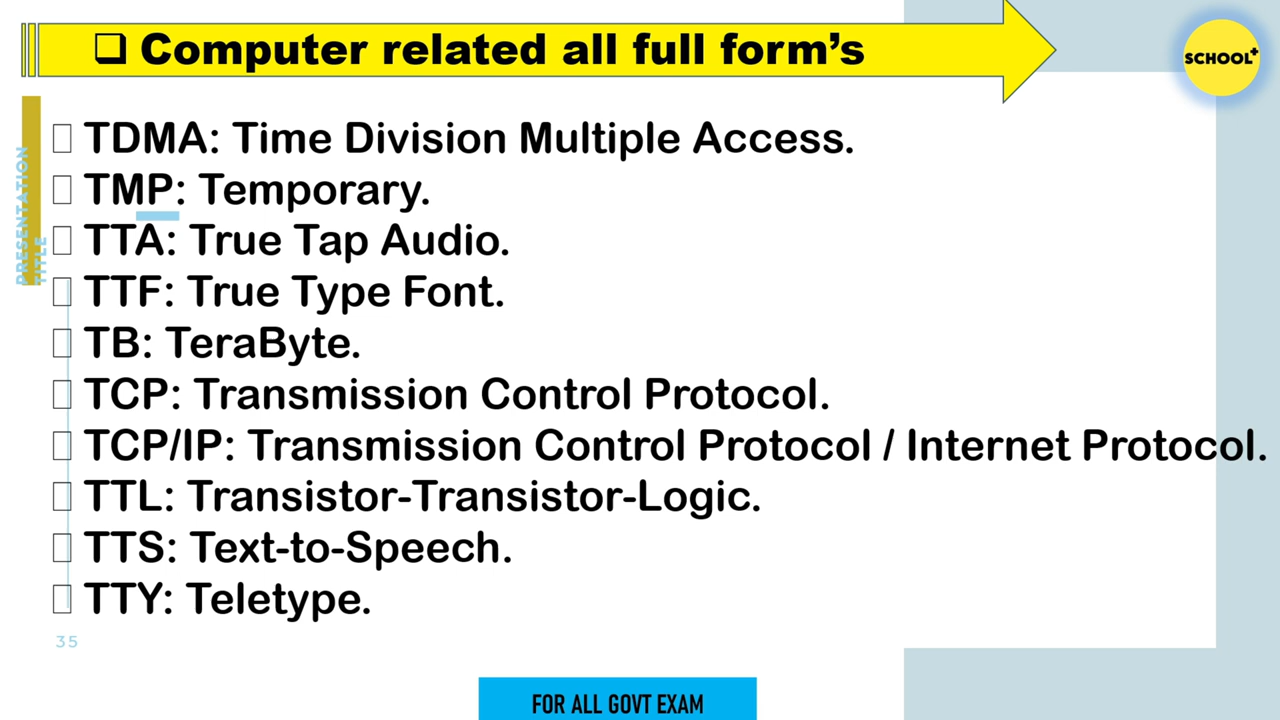 ❑ Computer related all full form’s
SCHOOL+
PRESENTATION
TITLE
TDMA: Time Division Multiple Access.
TMP: Temporary.
TTA: True Tap Audio.
TTF: True Type Font.
TB: TeraByte.
TCP: Transmission Control Protocol.
TCP/IP: Transmission Control Protocol / Internet Protocol.
TTL: Transistor-Transistor-Logic.
TTS: Text-to-Speech.
TTY: Teletype.
35
FOR ALL GOVT EXAM